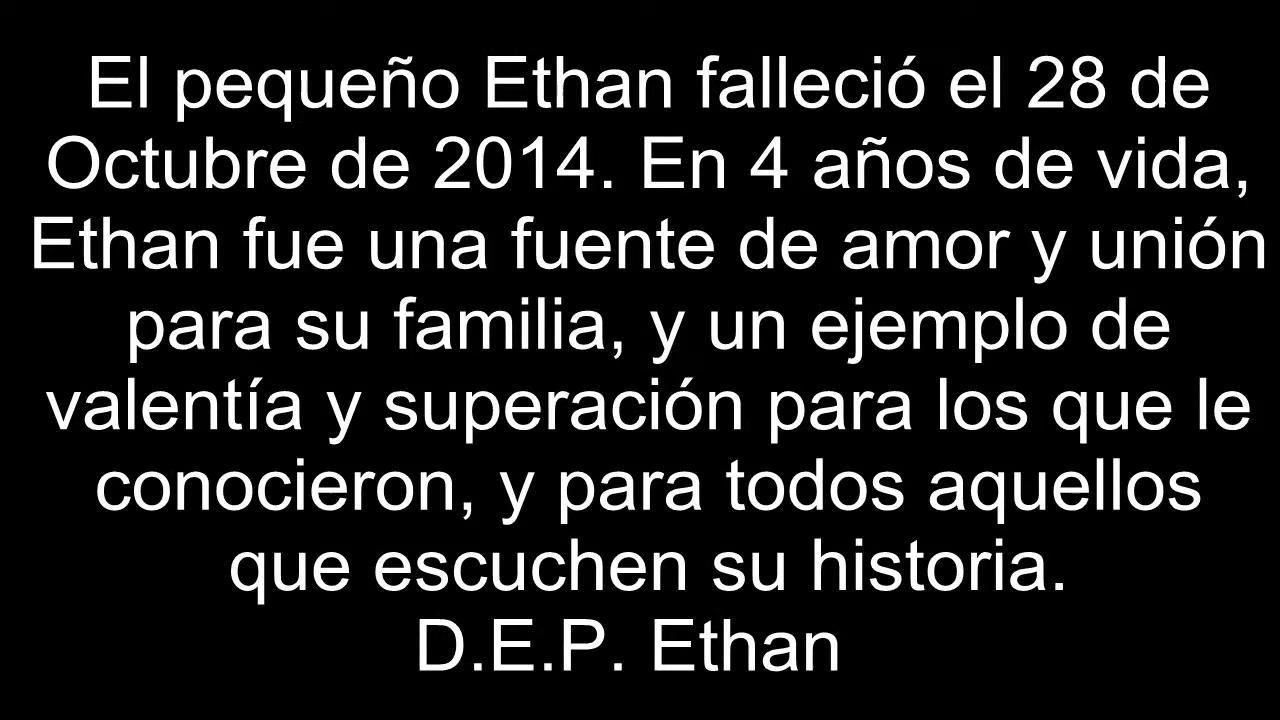 El pequeño Ethan falleció el 28 de
Octubre de 2014. En 4 años de vida,
Ethan fue una fuente de amor y unión
para su familia, y un ejemplo de
valentía y superación para los que le
conocieron, y para todos aquellos
que escuchen su historia.
D.E.P. Ethan